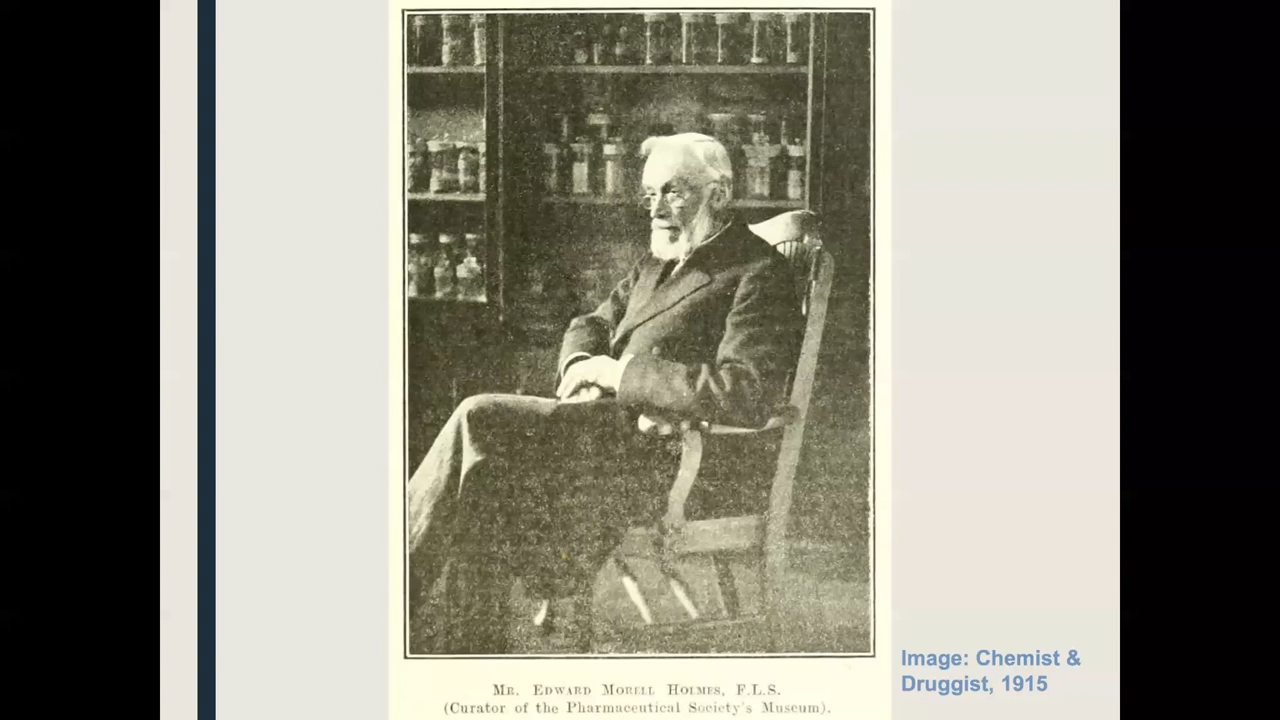 Mr. Edward Morell Holmes, F.L.S.
(Curator of the Pharmaceutical Society's Museum).
Image: Chemist &
Druggist, 1915